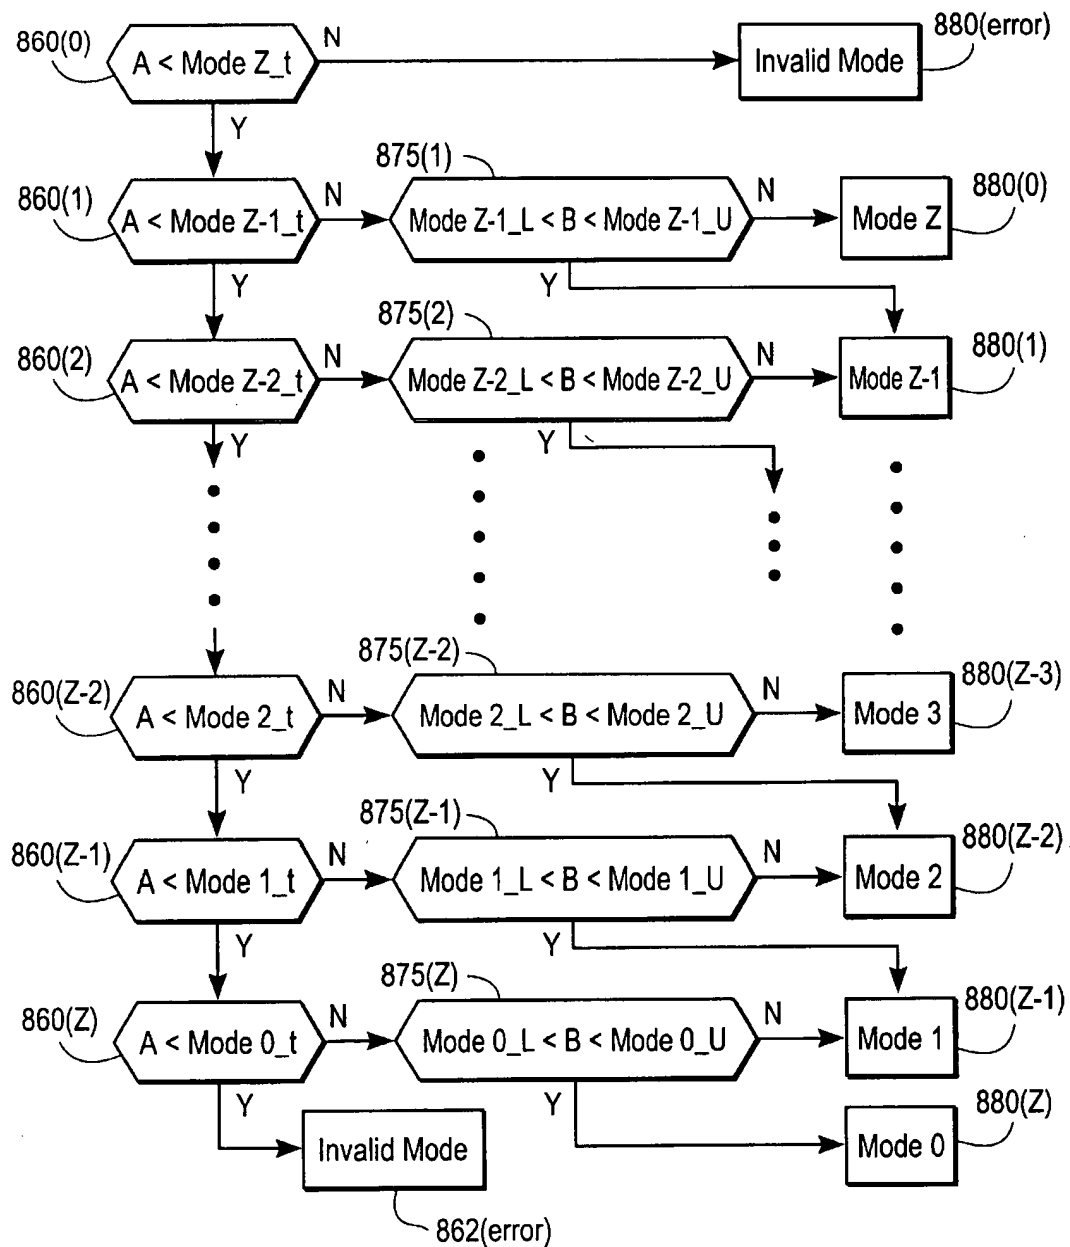 860(0)
A < Mode Z_t
N
Invalid Mode
880(error)
Y
860(1)
A < Mode Z-1_t
N
875(1)
Mode Z-1_L < B < Mode Z-1_U
N
Mode Z
880(0)
Y
Y
860(2)
A < Mode Z-2_t
N
875(2)
Mode Z-2_L < B < Mode Z-2_U
N
Mode Z-1
880(1)
Y
Y
860(Z-2)
A < Mode 2_t
N
875(Z-2)
Mode 2_L < B < Mode 2_U
N
Mode 3
880(Z-3)
Y
Y
860(Z-1)
A < Mode 1_t
N
875(Z-1)
Mode 1_L < B < Mode 1_U
N
Mode 2
880(Z-2)
Y
Y
860(Z)
A < Mode 0_t
N
875(Z)
Mode 0_L < B < Mode 0_U
N
Mode 1
880(Z-1)
Y
Y
Invalid Mode
862(error)
Mode 0
880(Z)